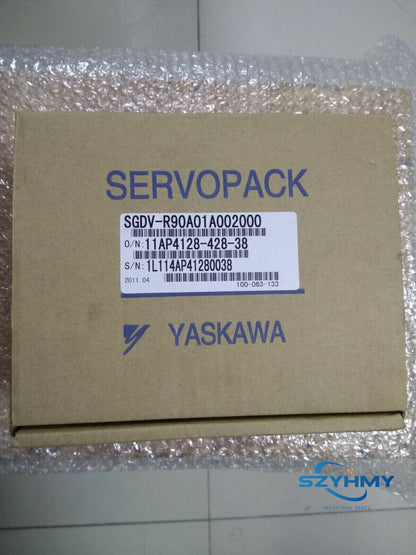 SERVOPACK
SGDV-R90A01A002000
O/N:11AP4128-428-38
S/N:1L114AP41280038
2011.04 100-063-133
YASKAWA
SZYHMY
INDUSTRIAL PARTS